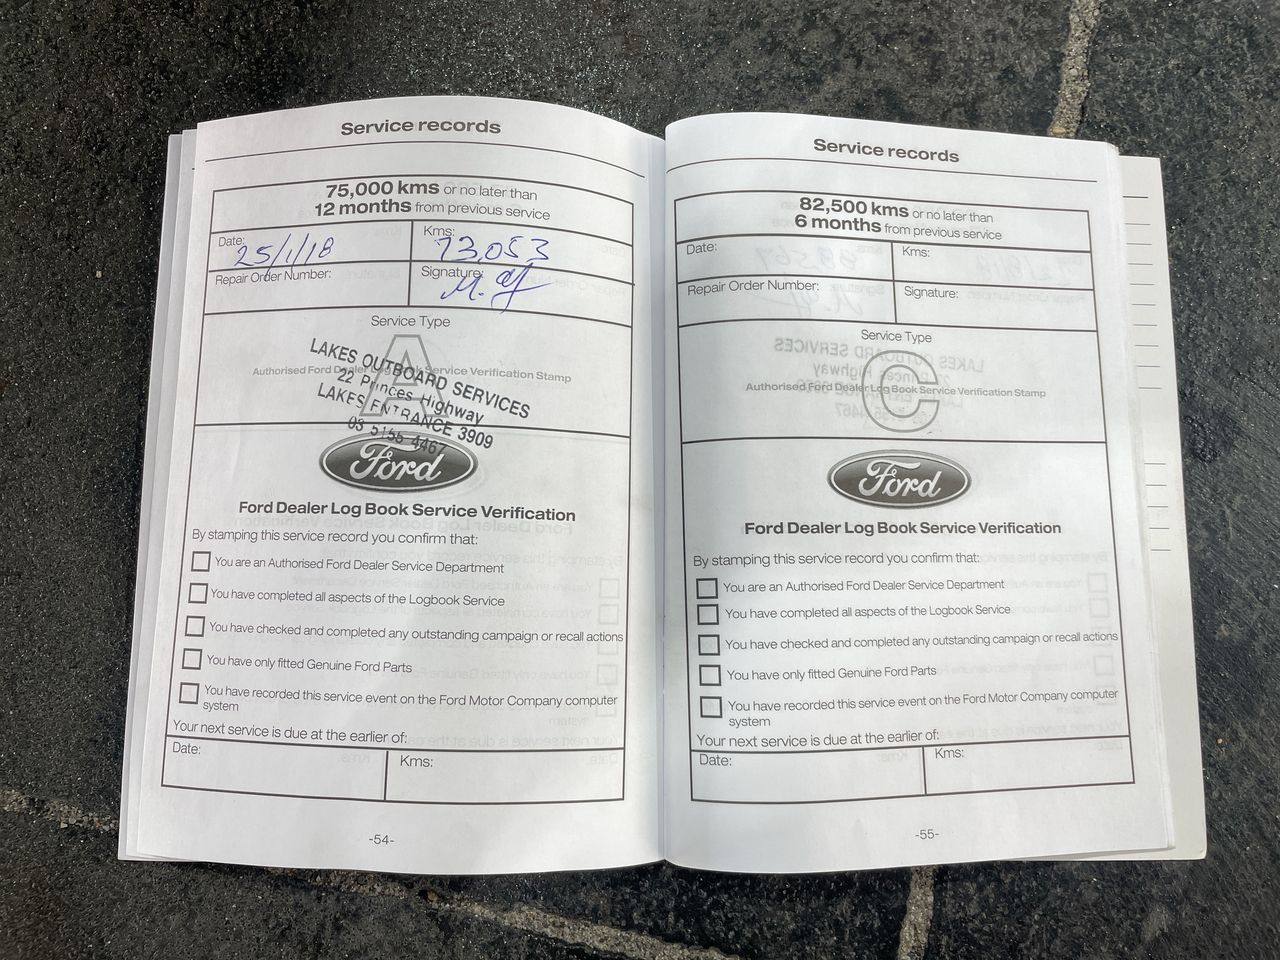 Service records
75,000 kms or no later than
12 months from previous service
Date: 25/1/18
Kms: 73,053
Repair Order Number:
Signature:
Service Type
A
Authorised Ford Dealer Log Book Service Verification Stamp
LAKES OUTBOARD SERVICES
22 Princes Highway
LAKES ENTRANCE 3909
03 5155 4467
Ford
Ford Dealer Log Book Service Verification
By stamping this service record you confirm that:
You are an Authorised Ford Dealer Service Department
You have completed all aspects of the Logbook Service
You have checked and completed any outstanding campaign or recall actions
You have only fitted Genuine Ford Parts
You have recorded this service event on the Ford Motor Company computer
system
Your next service is due at the earlier of:
Date:
Kms:
-54-
Service records
82,500 kms or no later than
6 months from previous service
Date:
Kms:
Repair Order Number:
Signature:
Service Type
C
Authorised Ford Dealer Log Book Service Verification Stamp
Ford
Ford Dealer Log Book Service Verification
By stamping this service record you confirm that:
You are an Authorised Ford Dealer Service Department
You have completed all aspects of the Logbook Service
You have checked and completed any outstanding campaign or recall actions
You have only fitted Genuine Ford Parts
You have recorded this service event on the Ford Motor Company computer
system
Your next service is due at the earlier of:
Date:
Kms:
-55-